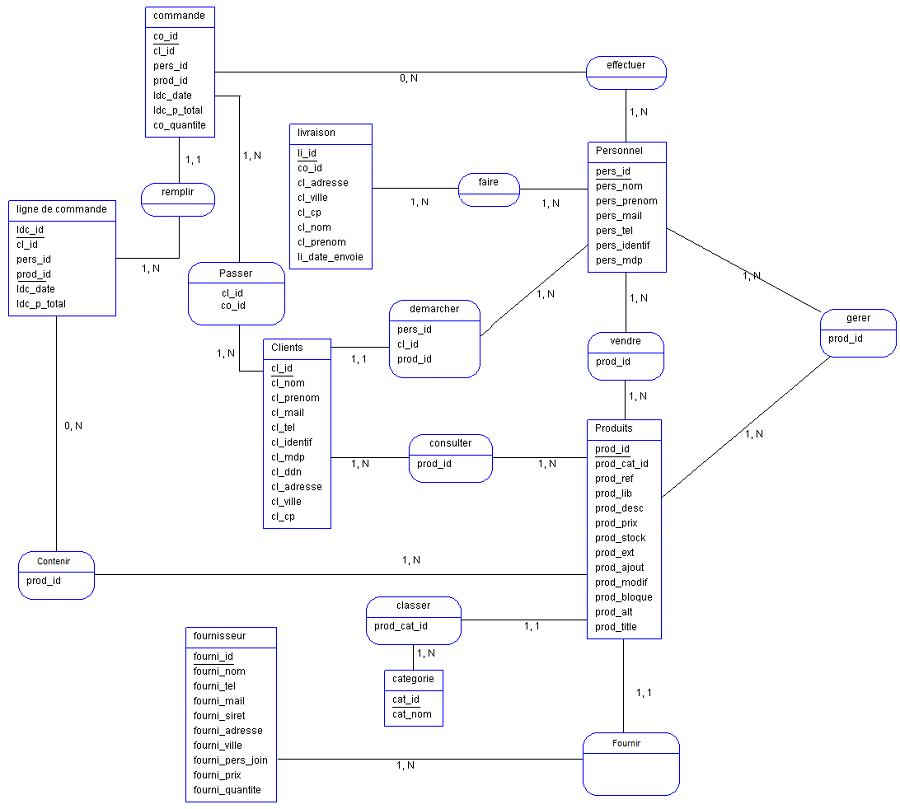 commande
co_id
cl_id
pers_id
prod_id
ldc_date
ldc_p_total
co_quantite
effectuer
0, N
1, N
livraison
li_id
co_id
cl_adresse
cl_ville
cl_cp
cl_nom
cl_prenom
li_date_envoie
Personnel
pers_id
pers_nom
pers_prenom
pers_mail
pers_tel
pers_identif
pers_mdp
1, 1
1, N
remplir
faire
1, N
1, N
ligne de commande
ldc_id
cl_id
pers_id
prod_id
ldc_date
ldc_p_total
1, N
Passer
cl_id
co_id
1, N
1, N
1, N
1, N
demarcher
pers_id
cl_id
prod_id
1, 1
vendre
prod_id
1, N
gerer
prod_id
1, N
Clients
cl_id
cl_nom
cl_prenom
cl_mail
cl_tel
cl_identif
cl_mdp
cl_ddn
cl_adresse
cl_ville
cl_cp
consulter
prod_id
1, N
1, N
Produits
prod_id
prod_cat_id
prod_ref
prod_lib
prod_desc
prod_prix
prod_stock
prod_ext
prod_ajout
prod_modif
prod_bloque
prod_alt
prod_title
0, N
Contenir
prod_id
1, N
classer
prod_cat_id
1, 1
1, N
categorie
cat_id
cat_nom
fournisseur
fourni_id
fourni_nom
fourni_tel
fourni_mail
fourni_siret
fourni_adresse
fourni_ville
fourni_pers_join
fourni_prix
fourni_quantite
1, 1
Fournir
1, N